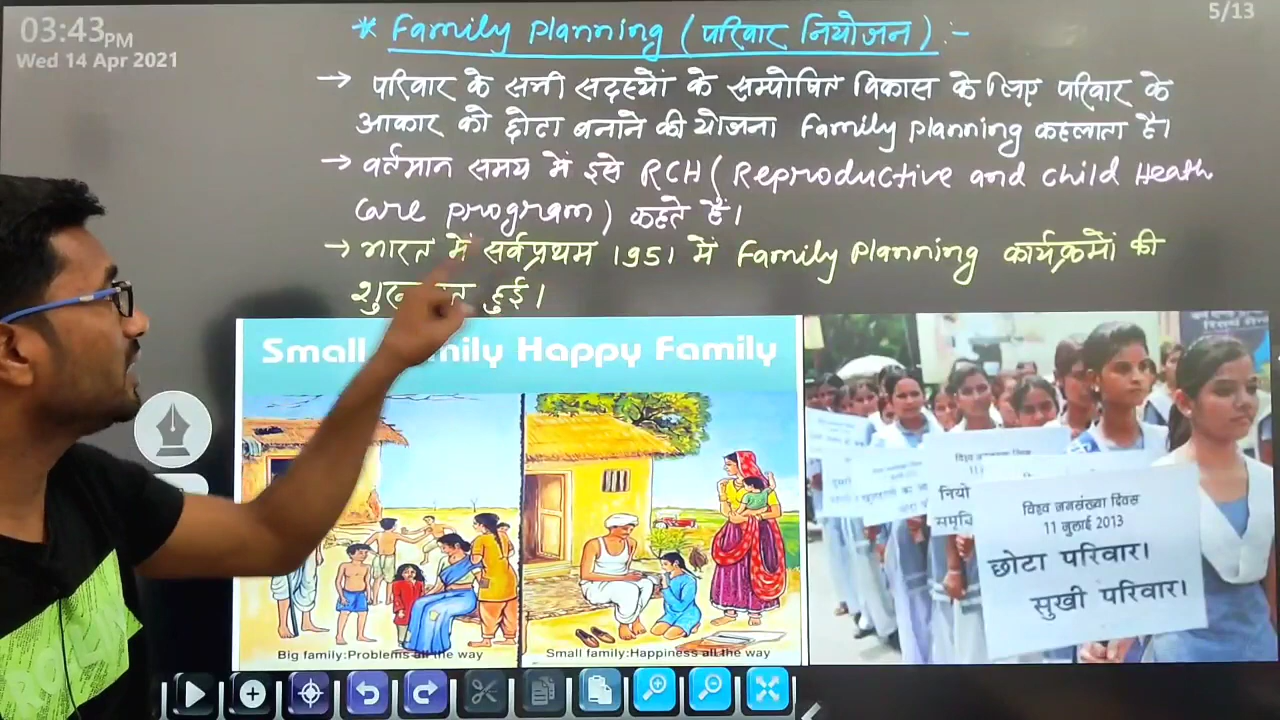 03:43PM
Wed 14 Apr 2021
5/13
* Family Planning (परिवार नियोजन) :-
→ परिवार के सभी सदस्यों के सम्पोषित विकास के लिए परिवार के
आकार को छोटा बनाने की योजना Family Planning कहलाता है।
→ वर्तमान समय में इसे RCH (Reproductive and Child Heath
Care program) कहते हैं।
→ भारत में सर्वप्रथम 1951 में Family Planning कार्यक्रमों की
हुई।
Small Happy Family
Big family:Problems all the way
Small family:Happiness all the way
विश्व जनसंख्या दिवस
11 जुलाई 2013
छोटा परिवार।
सुखी परिवार।